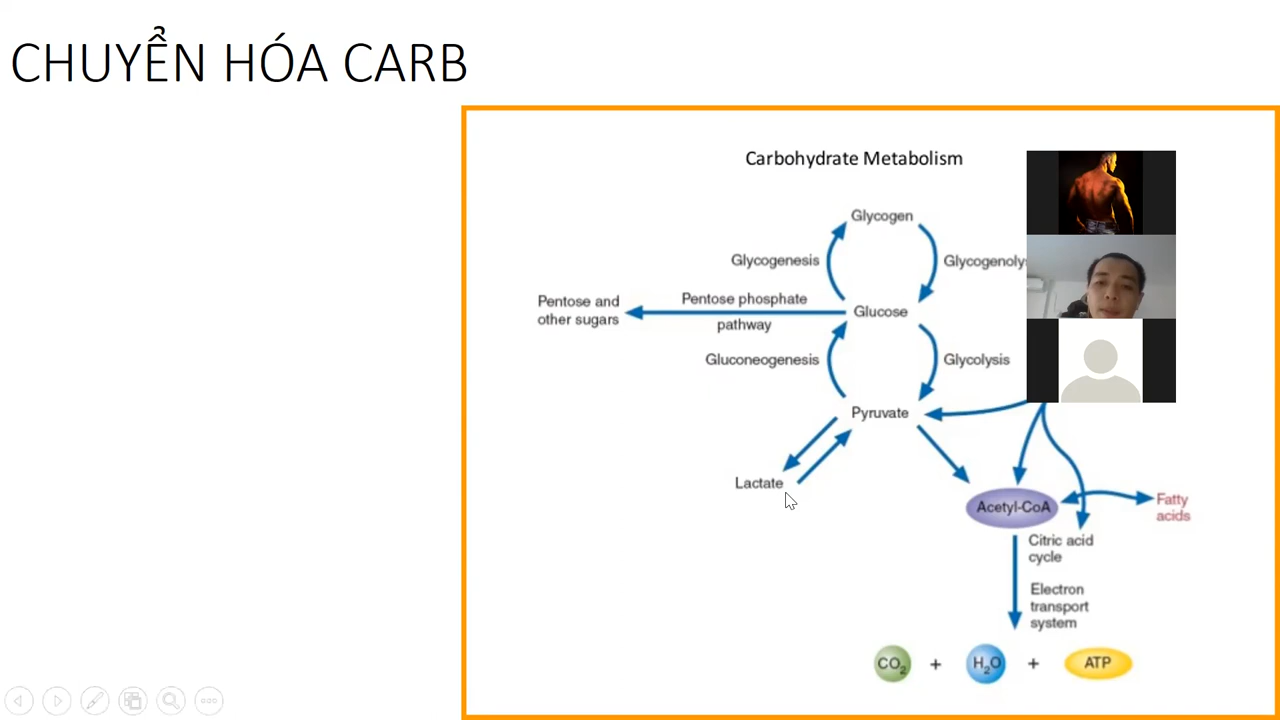 CHUYỂN HÓA CARB
Carbohydrate Metabolism
Glycogen
Glycogenesis
Pentose and
other sugars
Pentose phosphate
pathway
Glucose
Gluconeogenesis
Glycolysis
Pyruvate
Lactate
Acetyl-CoA
Fatty
acids
Citric acid
cycle
Electron
transport
system
CO2
+
H2O
+
ATP